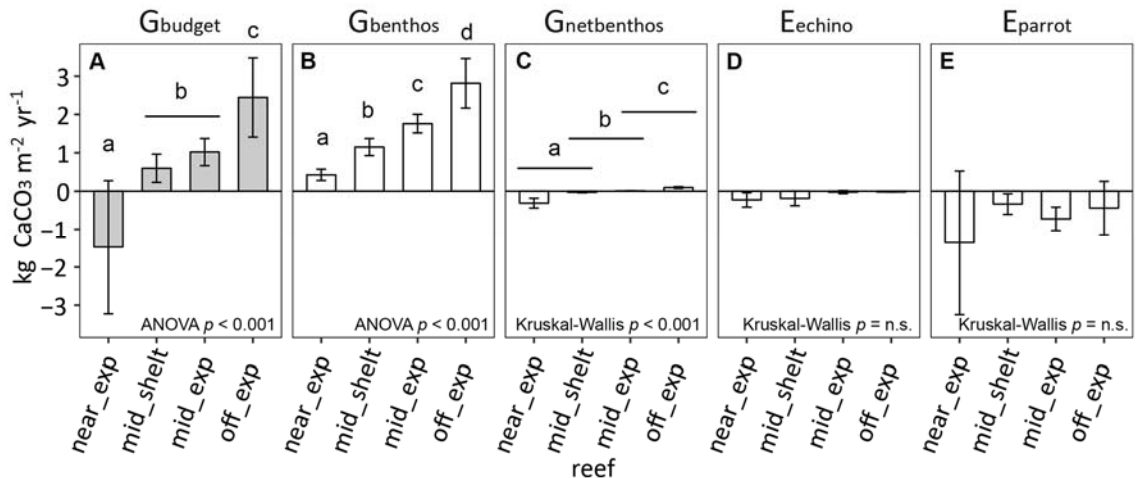 Gbudget Gbenthos Gnetbenthos Eechino Eparrot
A a b c
B a b c d
C a b c
D
E
kg CaCO3 m-2 yr-1
3
2
1
0
−1
−2
−3
ANOVA p < 0.001
ANOVA p < 0.001
Kruskal-Wallis p < 0.001
Kruskal-Wallis p = n.s.
Kruskal-Wallis p = n.s.
near_exp mid_shelt mid_exp off_exp
near_exp mid_shelt mid_exp off_exp
near_exp mid_shelt mid_exp off_exp
near_exp mid_shelt mid_exp off_exp
near_exp mid_shelt mid_exp off_exp
reef